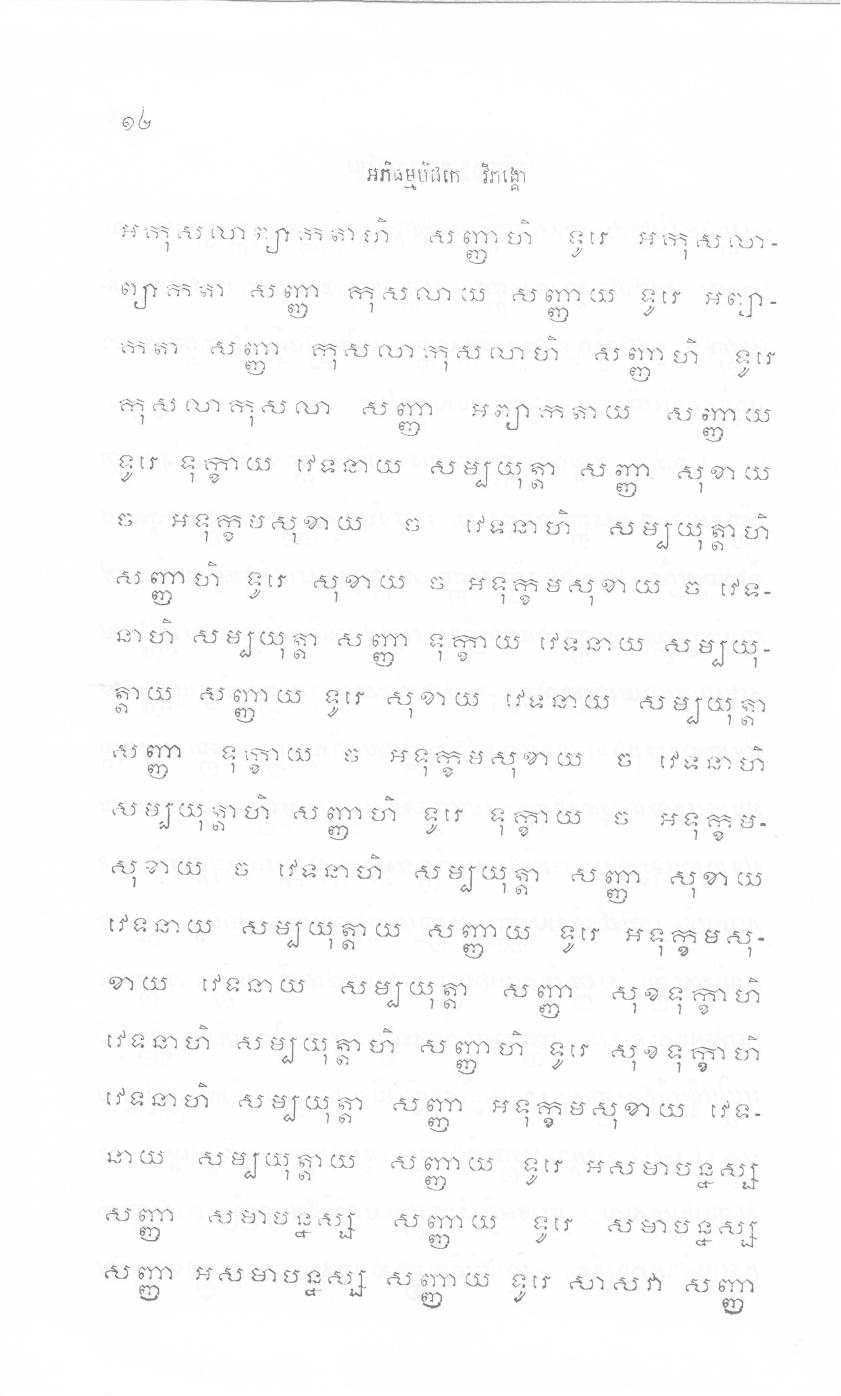 ១៤
អភិធម្មបិដកេ វិភង្គោ
អកុសលាព្យាកតាហិ សញ្ញាហិ ទូរេ អកុសលា-
ព្យាកតា សញ្ញា កុសលាយ សញ្ញាយ ទូរេ អព្យា-
កតា សញ្ញា កុសលាកុសលាហិ សញ្ញាហិ ទូរេ
កុសលាកុសលា សញ្ញា អព្យាកតាយ សញ្ញាយ
ទូរេ ទុក្ខាយ វេទនាយ សម្បយុត្តា សញ្ញា សុខាយ
ច អទុក្ខមសុខាយ ច វេទនាហិ សម្បយុត្តាហិ
សញ្ញាហិ ទូរេ សុខាយ ច អទុក្ខមសុខាយ ច វេទ-
នាហិ សម្បយុត្តា សញ្ញា ទុក្ខាយ វេទនាយ សម្បយុ-
ត្តាយ សញ្ញាយ ទូរេ សុខាយ វេទនាយ សម្បយុត្តា
សញ្ញា ទុក្ខាយ ច អទុក្ខមសុខាយ ច វេទនាហិ
សម្បយុត្តាហិ សញ្ញាហិ ទូរេ ទុក្ខាយ ច អទុក្ខម-
សុខាយ ច វេទនាហិ សម្បយុត្តា សញ្ញា សុខាយ
វេទនាយ សម្បយុត្តាយ សញ្ញាយ ទូរេ អទុក្ខមសុ-
ខាយ វេទនាយ សម្បយុត្តា សញ្ញា សុខទុក្ខាហិ
វេទនាហិ សម្បយុត្តាហិ សញ្ញាហិ ទូរេ សុខទុក្ខាហិ
វេទនាហិ សម្បយុត្តា សញ្ញា អទុក្ខមសុខាយ វេទ-
នាយ សម្បយុត្តាយ សញ្ញាយ ទូរេ អសមាបន្នស្ស
សញ្ញា សមាបន្នស្ស សញ្ញាយ ទូរេ សមាបន្នស្ស
សញ្ញា អសមាបន្នស្ស សញ្ញាយ ទូរេ សាសវា សញ្ញា